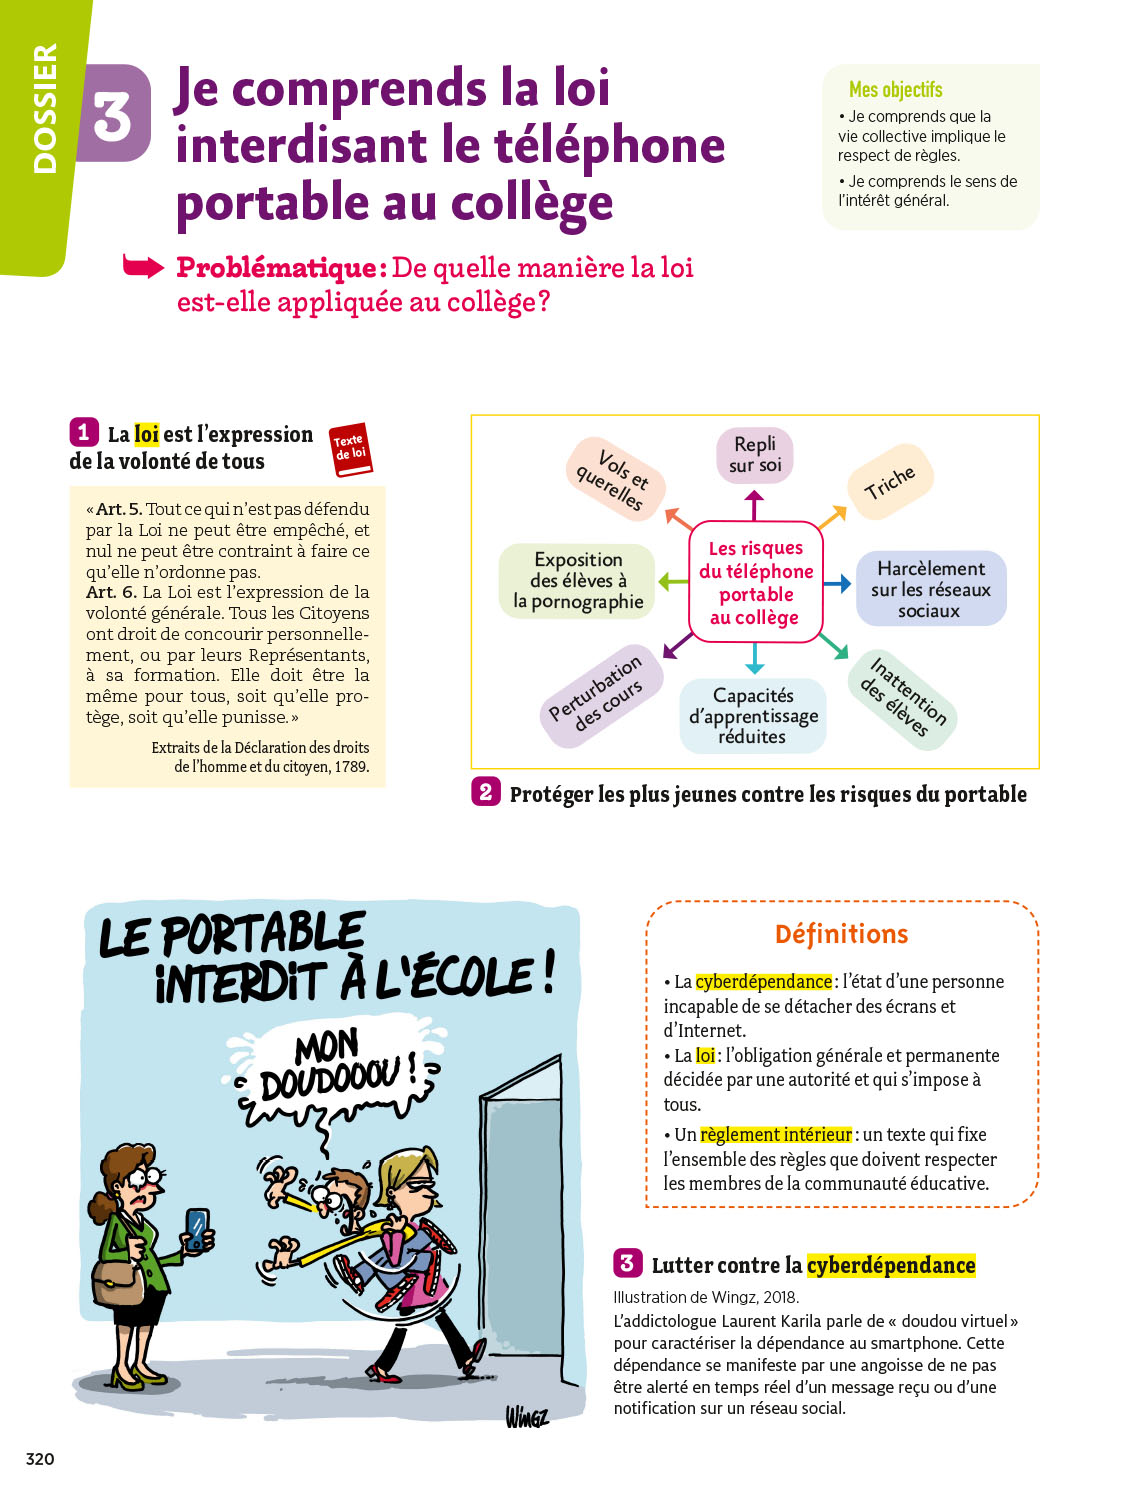 DOSSIER
3
Je comprends la loi
interdisant le téléphone
portable au collège
Mes objectifs
• Je comprends que la
vie collective implique le
respect de règles.
• Je comprends le sens de
l'intérêt général.
Problématique : De quelle manière la loi
est-elle appliquée au collège ?
1 La loi est l'expression
de la volonté de tous
Texte
de loi
« Art. 5. Tout ce qui n'est pas défendu
par la Loi ne peut être empêché, et
nul ne peut être contraint à faire ce
qu'elle n'ordonne pas.
Art. 6. La Loi est l'expression de la
volonté générale. Tous les Citoyens
ont droit de concourir personnelle-
ment, ou par leurs Représentants,
à sa formation. Elle doit être la
même pour tous, soit qu'elle pro-
tège, soit qu'elle punisse. »
Extraits de la Déclaration des droits
de l'homme et du citoyen, 1789.
Vols et
querelles
Repli
sur soi
Triche
Exposition
des élèves à
la pornographie
Les risques
du téléphone
portable
au collège
Harcèlement
sur les réseaux
sociaux
Perturbation
des cours
Capacités
d'apprentissage
réduites
Inattention
des élèves
2 Protéger les plus jeunes contre les risques du portable
LE PORTABLE
INTERDIT À L'ÉCOLE !
MON
DOUDOOOU !
WINGZ
Définitions
• La cyberdépendance : l'état d'une personne
incapable de se détacher des écrans et
d'Internet.
• La loi : l'obligation générale et permanente
décidée par une autorité et qui s'impose à
tous.
• Un règlement intérieur : un texte qui fixe
l'ensemble des règles que doivent respecter
les membres de la communauté éducative.
3 Lutter contre la cyberdépendance
Illustration de Wingz, 2018.
L'addictologue Laurent Karila parle de « doudou virtuel »
pour caractériser la dépendance au smartphone. Cette
dépendance se manifeste par une angoisse de ne pas
être alerté en temps réel d'un message reçu ou d'une
notification sur un réseau social.
320